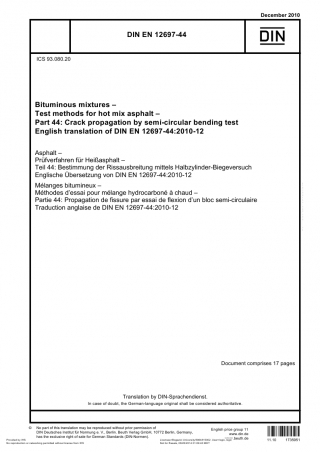 December 2010
DIN EN 12697-44
DIN
ICS 93.080.20
Bituminous mixtures –
Test methods for hot mix asphalt –
Part 44: Crack propagation by semi-circular bending test
English translation of DIN EN 12697-44:2010-12
Asphalt –
Prüfverfahren für Heißasphalt –
Teil 44: Bestimmung der Rissausbreitung mittels Halbzylinder-Biegeversuch
Englische Übersetzung von DIN EN 12697-44:2010-12
Mélanges bitumineux –
Méthodes d'essai pour mélange hydrocarboné à chaud –
Partie 44: Propagation de fissure par essai de flexion d'un bloc semi-circulaire
Traduction anglaise de DIN EN 12697-44:2010-12
Document comprises 17 pages
Translation by DIN-Sprachendienst.
In case of doubt, the German-language original shall be considered authoritative.
© No part of this translation may be reproduced without prior permission of
DIN Deutsches Institut für Normung e. V., Berlin. Beuth Verlag GmbH, 10772 Berlin, Germany,
has the exclusive right of sale for German Standards (DIN-Normen).
English price group 11
www.din.de
www.beuth.de